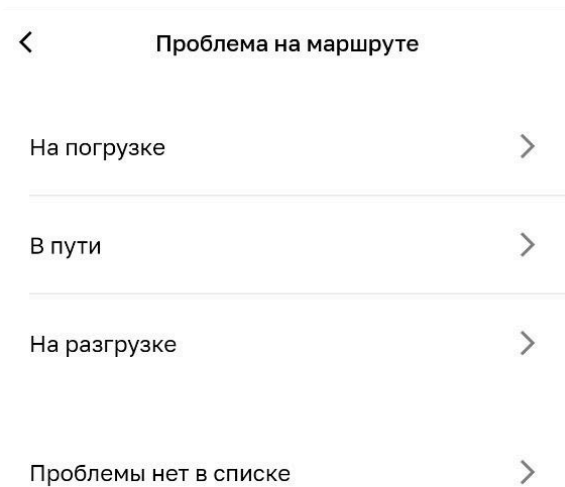 Проблема на маршруте
На погрузке
В пути
На разгрузке
Проблемы нет в списке